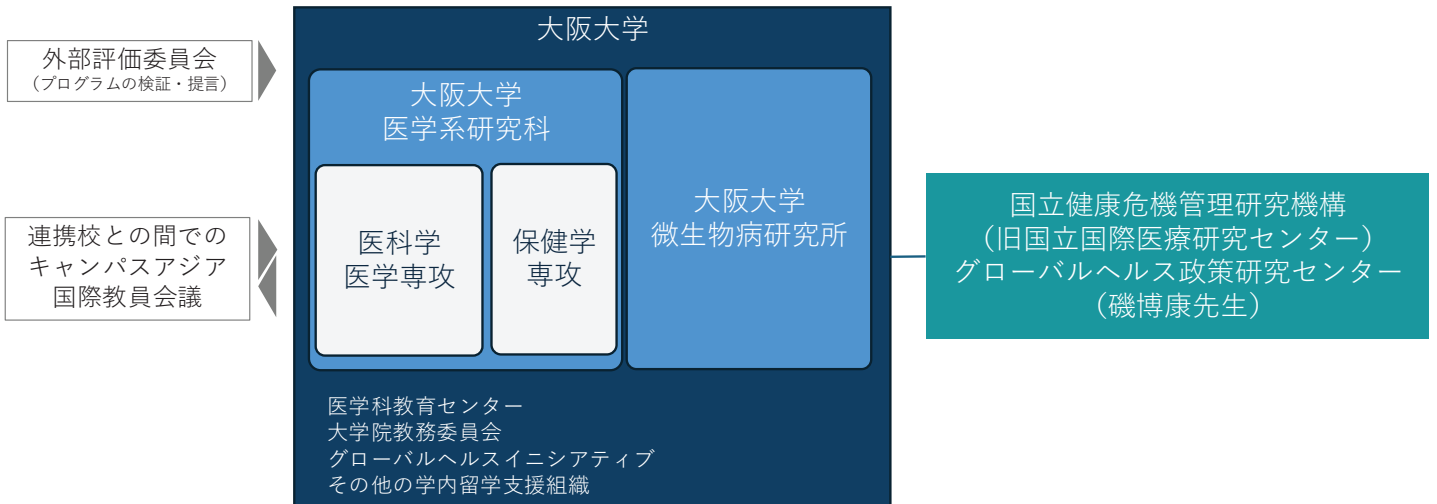 大阪大学
外部評価委員会
（プログラムの検証・提言）
大阪大学
医学系研究科
医科学
医学専攻
保健学
専攻
大阪大学
微生物病研究所
連携校との間での
キャンパスアジア
国際教員会議
国立健康危機管理研究機構
（旧国立国際医療研究センター）
グローバルヘルス政策研究センター
（磯博康先生）
医学科教育センター
大学院教務委員会
グローバルヘルスイニシアティブ
その他の学内留学支援組織